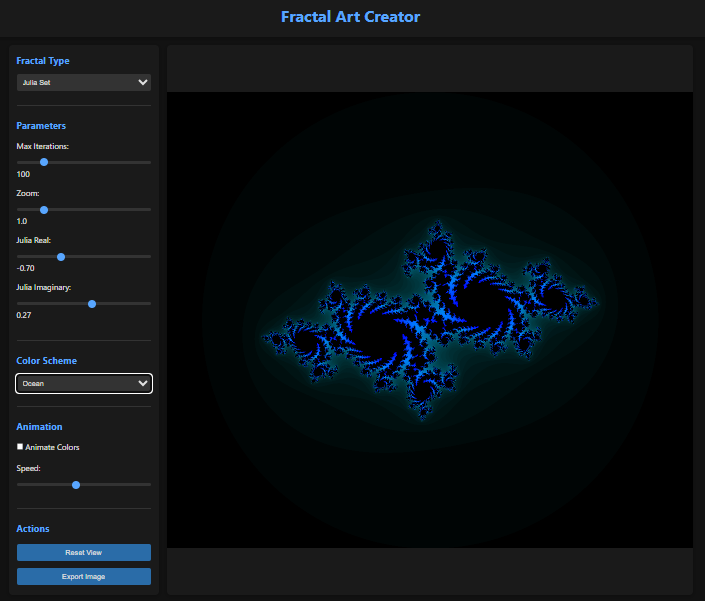 Fractal Art Creator
Fractal Type
Julia Set
Parameters
Max Iterations:
100
Zoom:
1.0
Julia Real:
-0.70
Julia Imaginary:
0.27
Color Scheme
Ocean
Animation
Animate Colors
Speed:
Actions
Reset View
Export Image